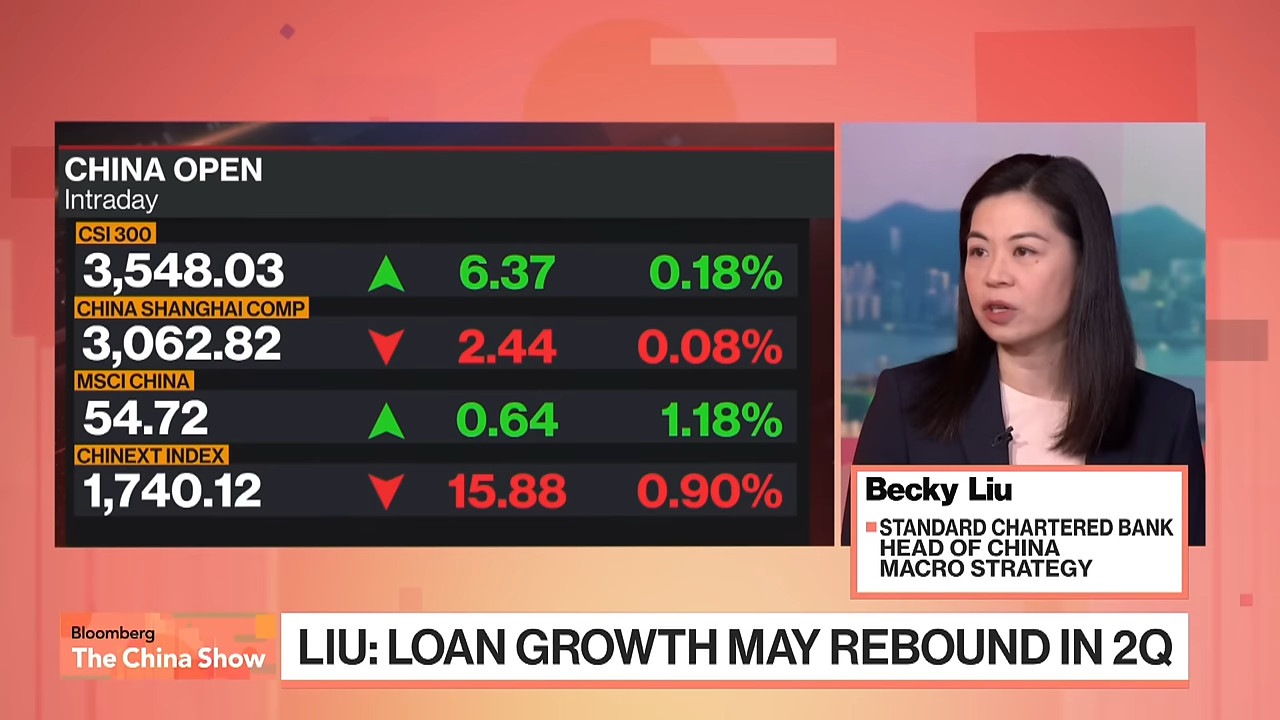 CHINA OPEN
Intraday
CSI 300
3,548.03 6.37 0.18%
CHINA SHANGHAI COMP
3,062.82 2.44 0.08%
MSCI CHINA
54.72 0.64 1.18%
CHINEXT INDEX
1,740.12 15.88 0.90%
Becky Liu
STANDARD CHARTERED BANK
HEAD OF CHINA
MACRO STRATEGY
Bloomberg
The China Show
LIU: LOAN GROWTH MAY REBOUND IN 2Q